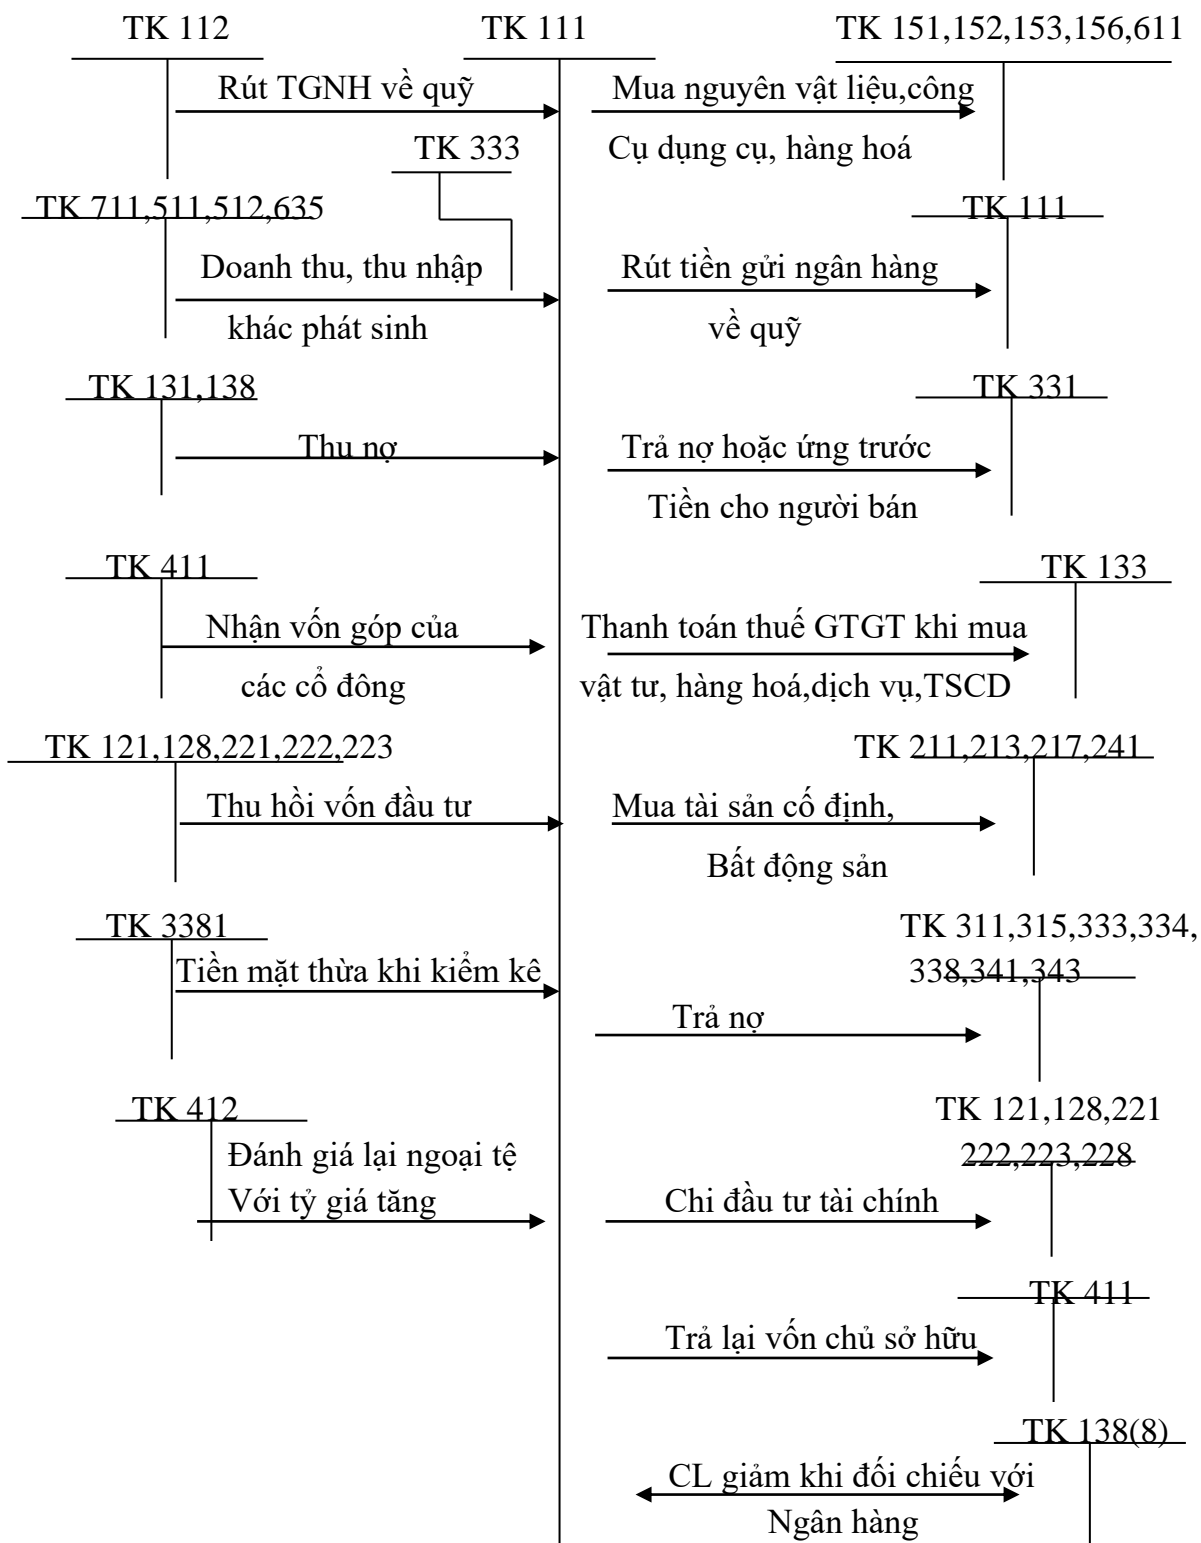 TK 112
TK 111
TK 151,152,153,156,611
Rút TGNH về quỹ
Mua nguyên vật liệu,công
TK 333
Cụ dụng cụ, hàng hoá
TK 711,511,512,635
TK 111
Doanh thu, thu nhập
Rút tiền gửi ngân hàng
khác phát sinh
về quỹ
TK 131,138
TK 331
Thu nợ
Trả nợ hoặc ứng trước
Tiền cho người bán
TK 411
TK 133
Nhận vốn góp của
Thanh toán thuế GTGT khi mua
các cổ đông
vật tư, hàng hoá,dịch vụ,TSCD
TK 121,128,221,222,223
TK 211,213,217,241
Thu hồi vốn đầu tư
Mua tài sản cố định,
Bất động sản
TK 3381
TK 311,315,333,334,
338,341,343
Tiền mặt thừa khi kiểm kê
Trả nợ
TK 412
TK 121,128,221
222,223,228
Đánh giá lại ngoại tệ
Với tỷ giá tăng
Chi đầu tư tài chính
TK 411
Trả lại vốn chủ sở hữu
TK 138(8)
CL giảm khi đối chiếu với
Ngân hàng